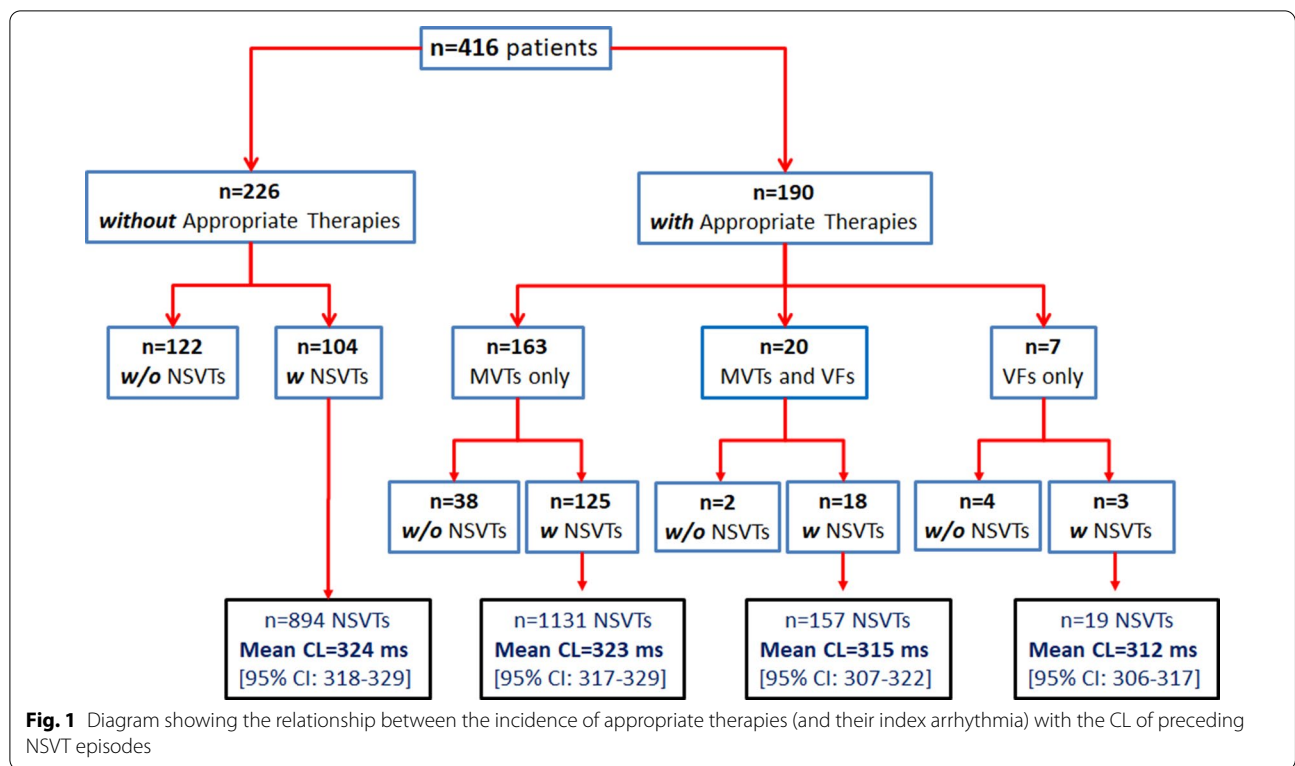 n=416 patients
n=226
without Appropriate Therapies
n=190
with Appropriate Therapies
n=122
w/o NSVTs
n=104
w NSVTs
n=163
MVTs only
n=20
MVTs and VFs
n=7
VFs only
n=38
w/o NSVTs
n=125
w NSVTs
n=2
w/o NSVTs
n=18
w NSVTs
n=4
w/o NSVTs
n=3
w NSVTs
n=894 NSVTs
Mean CL=324 ms
[95% CI: 318-329]
n=1131 NSVTs
Mean CL=323 ms
[95% CI: 317-329]
n=157 NSVTs
Mean CL=315 ms
[95% CI: 307-322]
n=19 NSVTs
Mean CL=312 ms
[95% CI: 306-317]
Fig. 1 Diagram showing the relationship between the incidence of appropriate therapies (and their index arrhythmia) with the CL of preceding
NSVT episodes